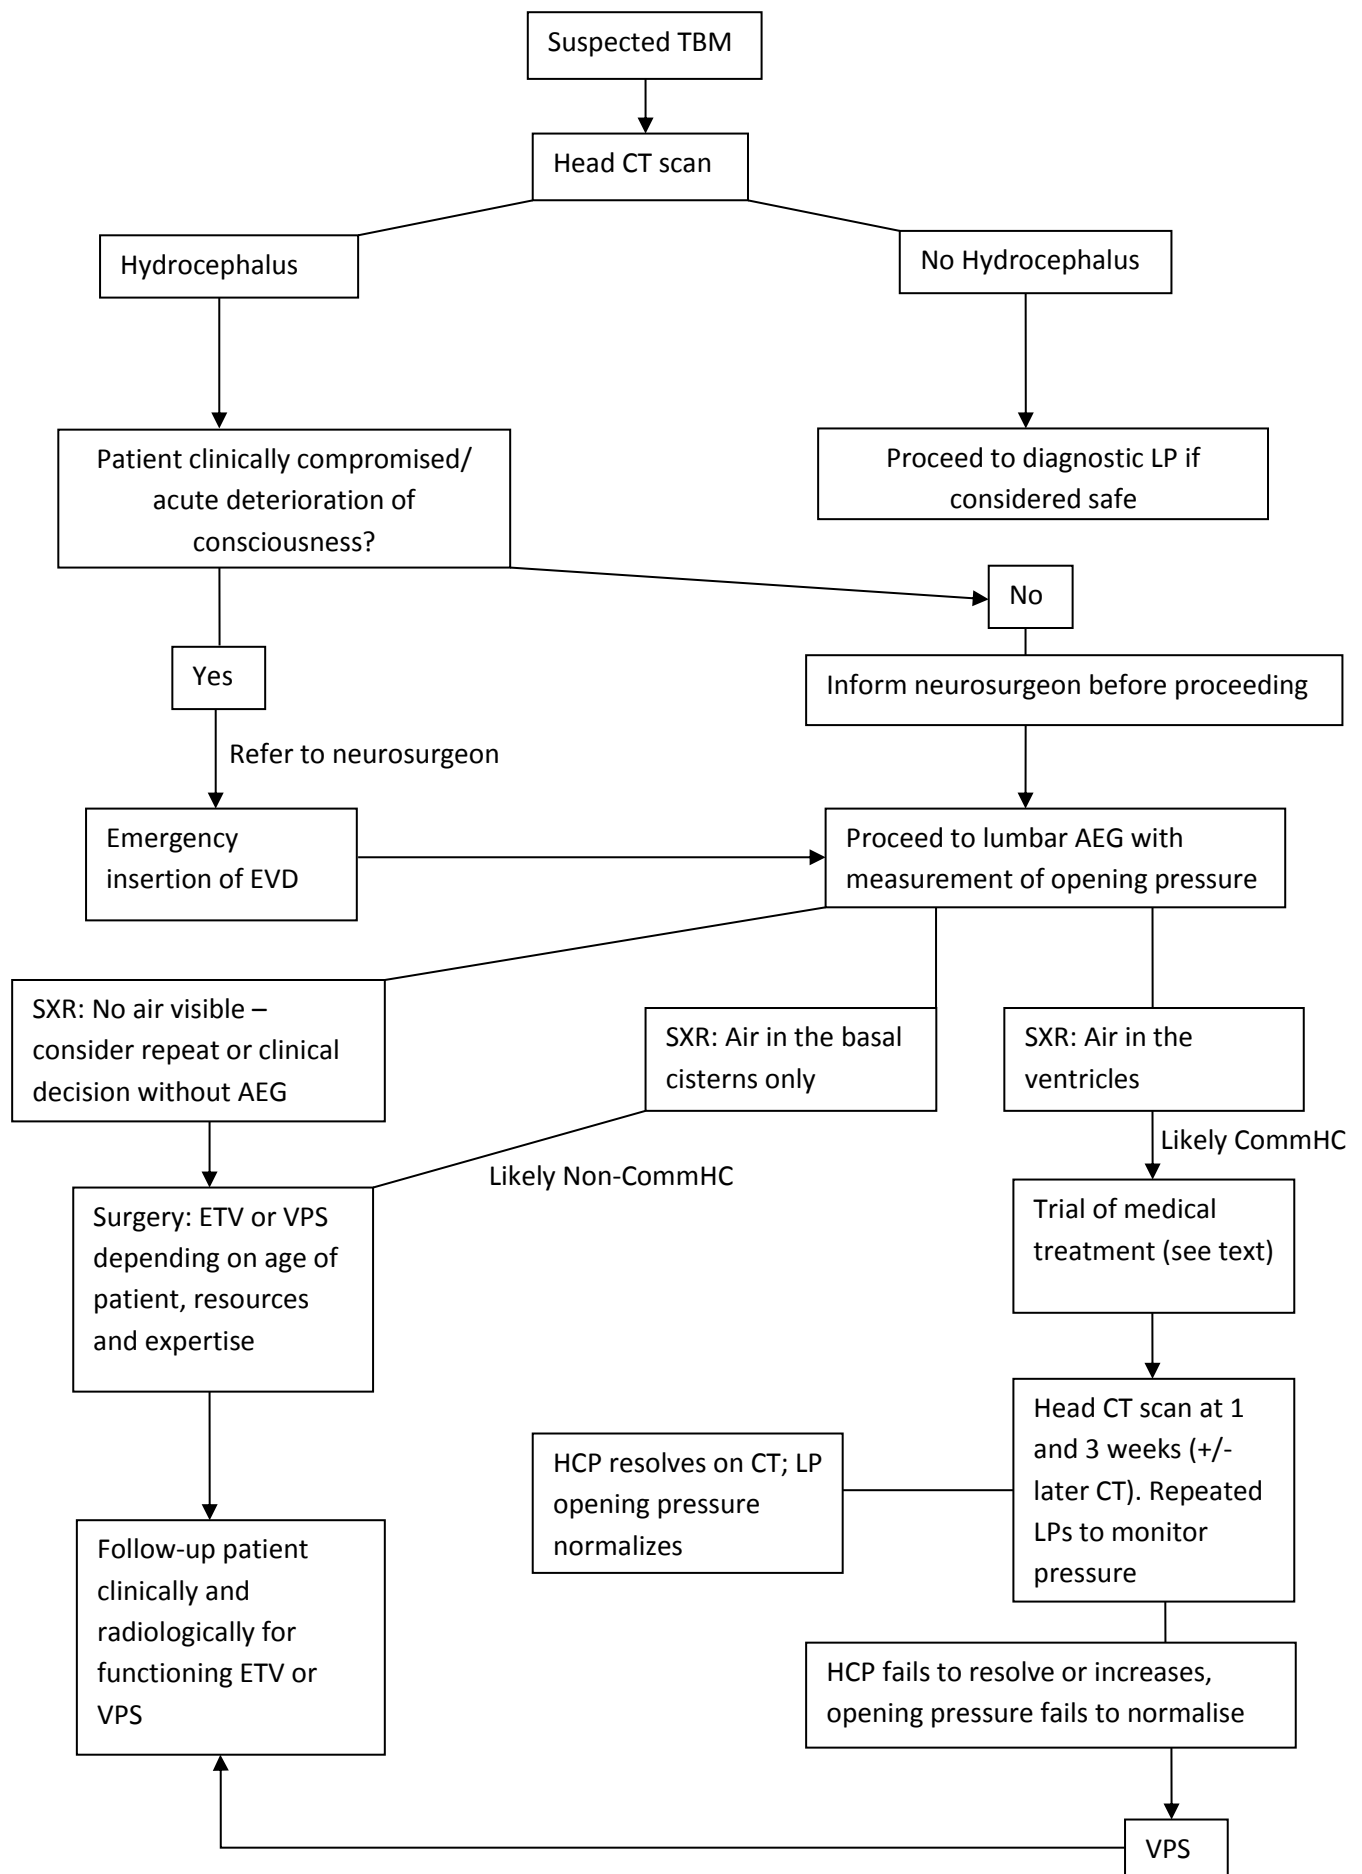 Suspected TBM
Head CT scan
Hydrocephalus
No Hydrocephalus
Patient clinically compromised/
acute deterioration of
consciousness?
Proceed to diagnostic LP if
considered safe
No
Yes
Inform neurosurgeon before proceeding
Refer to neurosurgeon
Emergency
insertion of EVD
Proceed to lumbar AEG with
measurement of opening pressure
SXR: No air visible –
consider repeat or clinical
decision without AEG
SXR: Air in the basal
cisterns only
SXR: Air in the
ventricles
Likely CommHC
Likely Non-CommHC
Surgery: ETV or VPS
depending on age of
patient, resources
and expertise
Trial of medical
treatment (see text)
Head CT scan at 1
and 3 weeks (+/-
later CT). Repeated
LPs to monitor
pressure
HCP resolves on CT; LP
opening pressure
normalizes
Follow-up patient
clinically and
radiologically for
functioning ETV or
VPS
HCP fails to resolve or increases,
opening pressure fails to normalise
VPS